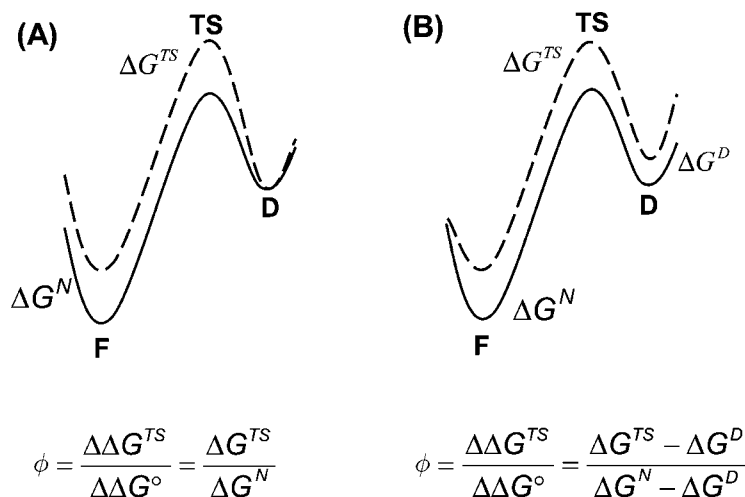 (A)
TS
ΔG^{TS}
D
ΔG^{N}
F
ϕ = ΔΔG^{TS} / ΔΔG° = ΔG^{TS} / ΔG^{N}
(B)
TS
ΔG^{TS}
ΔG^{D}
D
ΔG^{N}
F
ϕ = ΔΔG^{TS} / ΔΔG° = ΔG^{TS} − ΔG^{D} / ΔG^{N} − ΔG^{D}